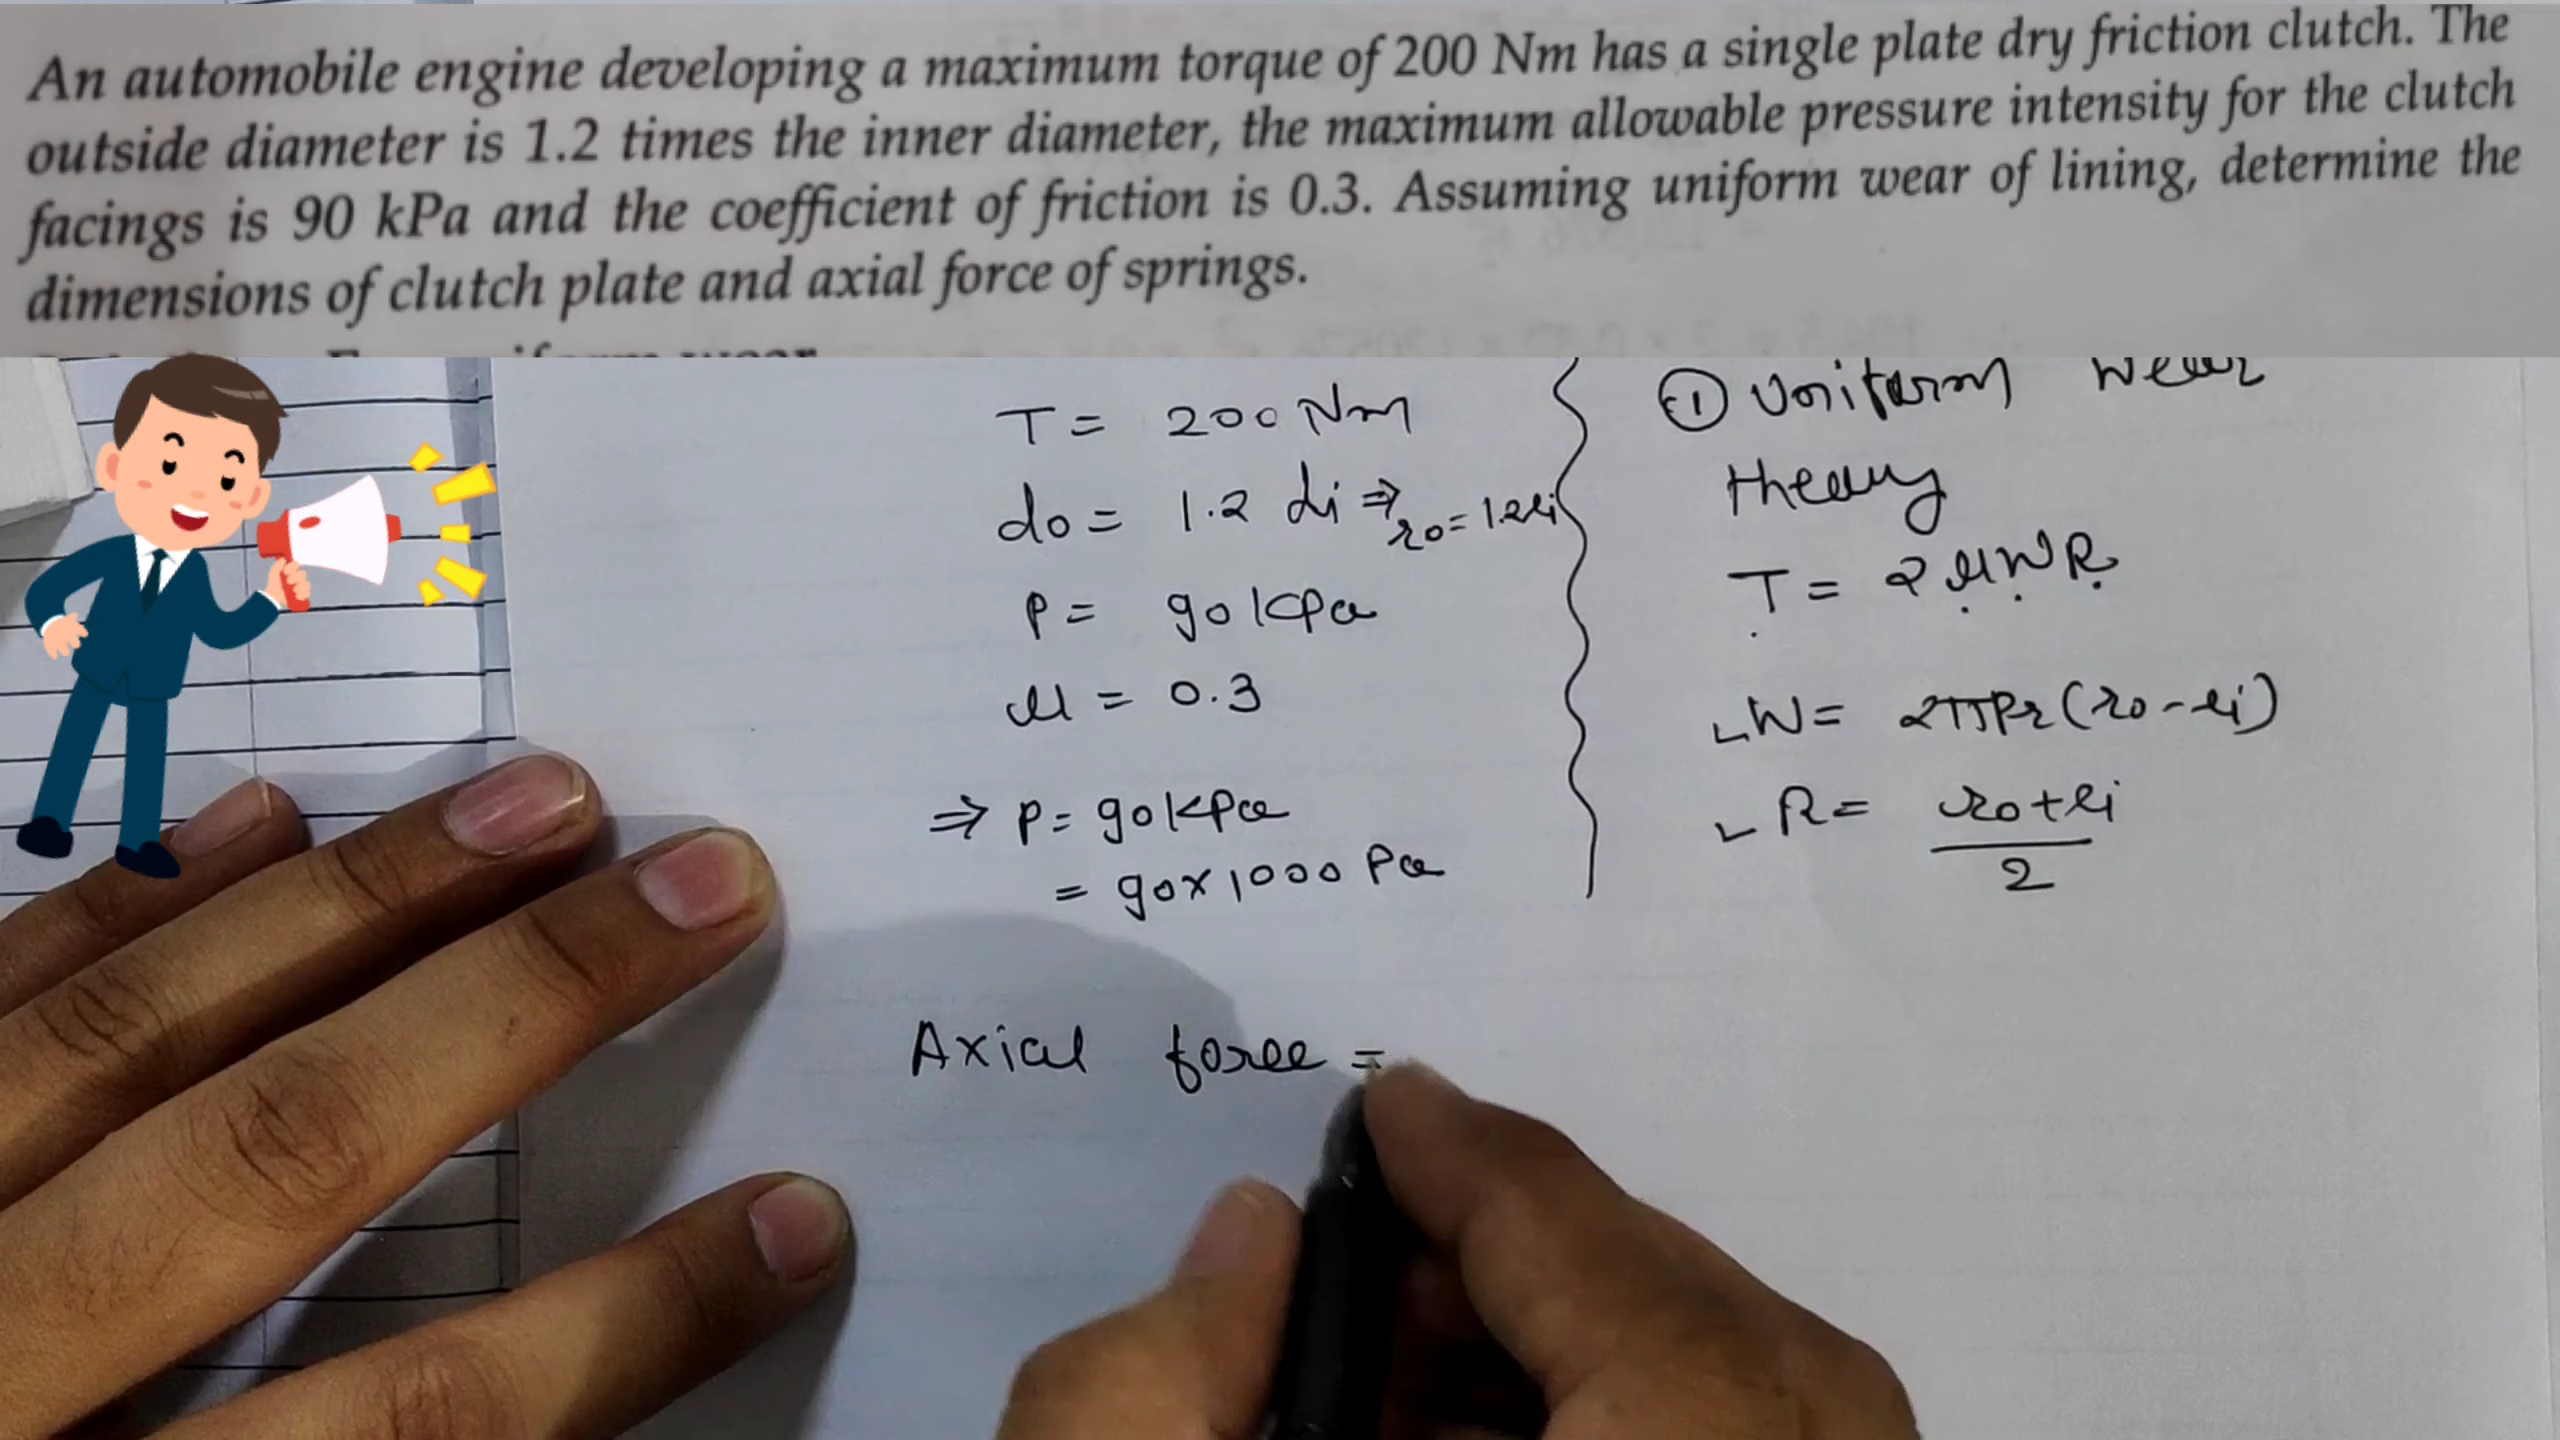 An automobile engine developing a maximum torque of 200 Nm has a single plate dry friction clutch. The
outside diameter is 1.2 times the inner diameter, the maximum allowable pressure intensity for the clutch
facings is 90 kPa and the coefficient of friction is 0.3. Assuming uniform wear of lining, determine the
dimensions of clutch plate and axial force of springs.
T = 200 Nm
do = 1.2 di ⇒ ro = 1.2ri
P = 90 kPa
μ = 0.3
⇒ P = 90 kPa
= 90x1000 Pa
① Uniform wear
theory
T = 2μWR
W = 2πPr(ro-ri)
R = ro+ri
2
Axial force =